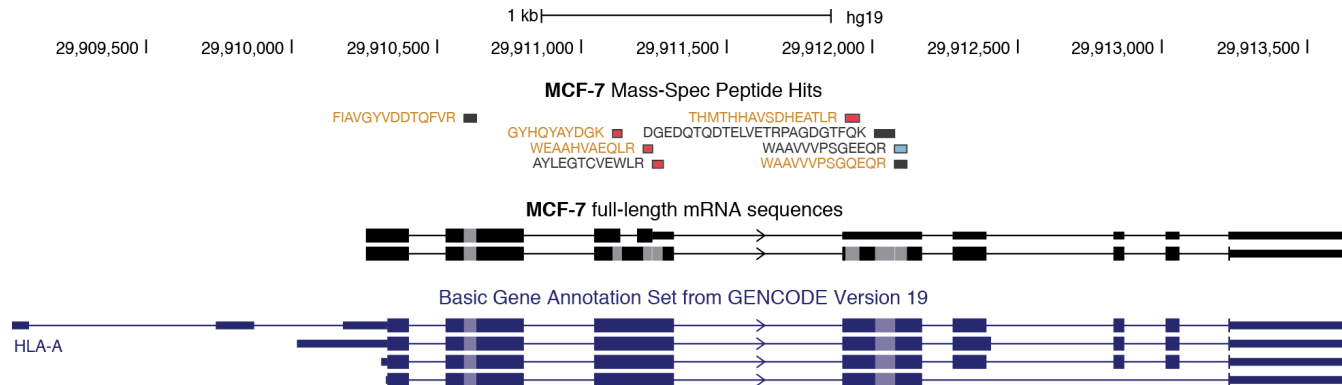 1 kb hg19
29,909,500 29,910,000 29,910,500 29,911,000 29,911,500 29,912,000 29,912,500 29,913,000 29,913,500
MCF-7 Mass-Spec Peptide Hits
FIAVGYVDDTQFVR THMTHHAVSDHEATLR
GYHQYAYDGK DGEDQTQDTELVETRPAGDGTFQK
WEAAHVAEQLR WAAVVVPSGEEQR
AYLEGTCVEWLR WAAVVVPSGQEQR
MCF-7 full-length mRNA sequences
Basic Gene Annotation Set from GENCODE Version 19
HLA-A